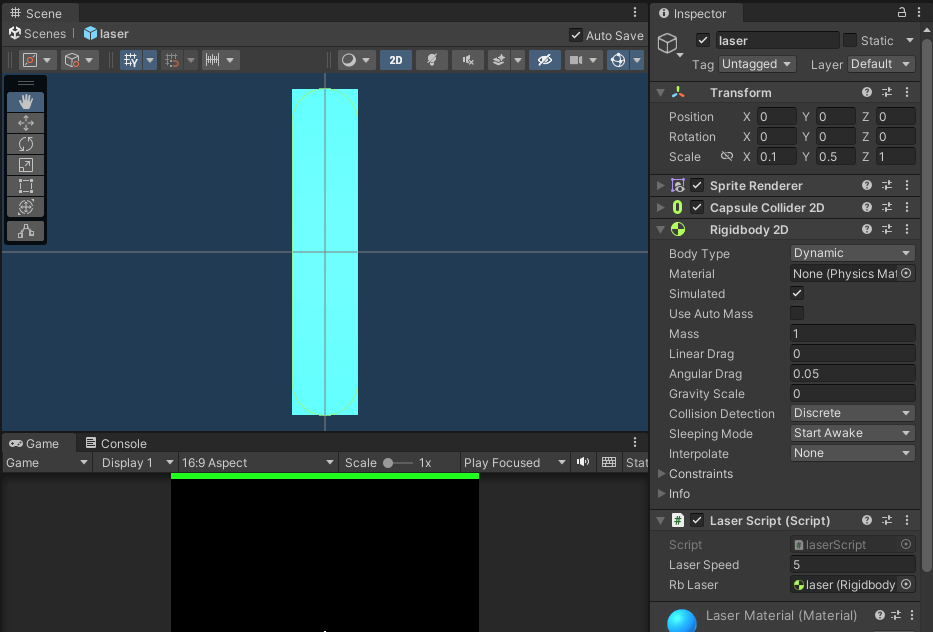 Scene
Scenes
laser
Auto Save
2D
Game
Console
Game
Display 1
16:9 Aspect
Scale
1x
Play Focused
Stat
Inspector
laser
Static
Tag
Untagged
Layer
Default
Transform
Position X 0 Y 0 Z 0
Rotation X 0 Y 0 Z 0
Scale X 0.1 Y 0.5 Z 1
Sprite Renderer
Capsule Collider 2D
Rigidbody 2D
Body Type Dynamic
Material None (Physics Mat
Simulated
Use Auto Mass
Mass 1
Linear Drag 0
Angular Drag 0.05
Gravity Scale 0
Collision Detection Discrete
Sleeping Mode Start Awake
Interpolate None
Constraints
Info
# Laser Script (Script)
Script laserScript
Laser Speed 5
Rb Laser laser (Rigidbody
Laser Material (Material)